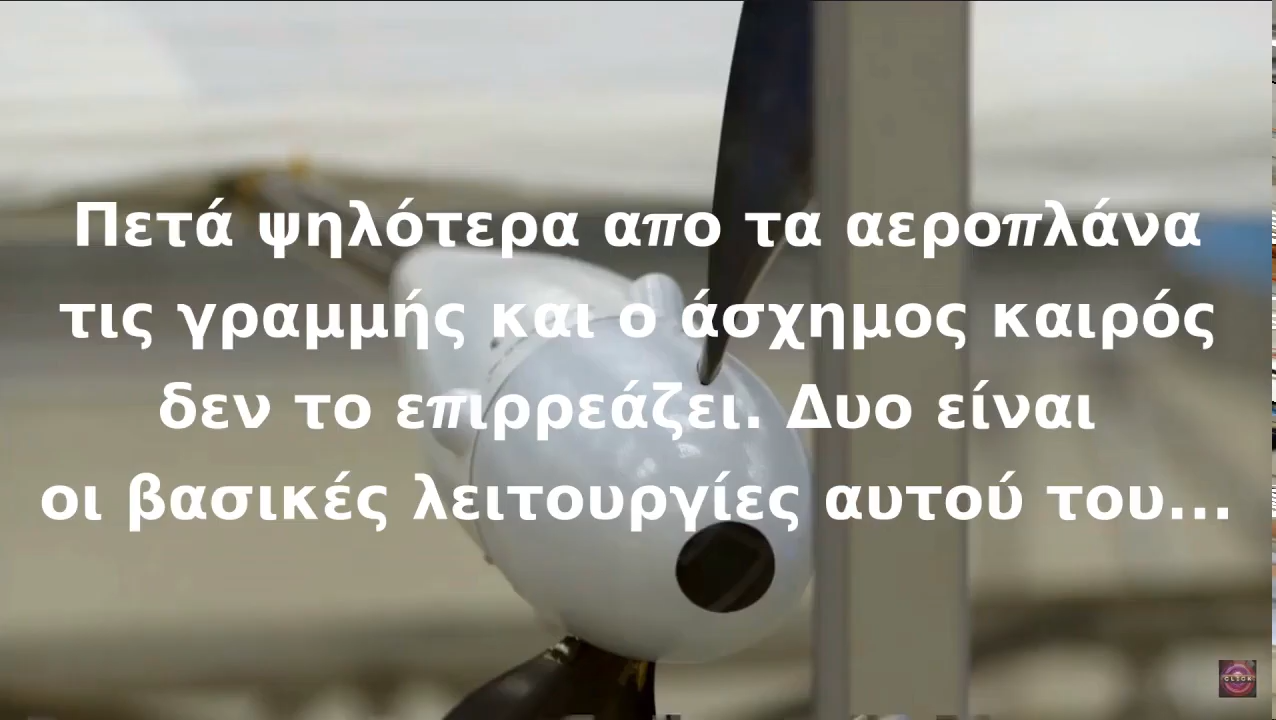 Πετά ψηλότερα απο τα αεροπλάνα
τις γραμμής και ο άσχημος καιρός
δεν το επιρρεάζει. Δυο είναι
οι βασικές λειτουργίες αυτού του...
CLICK